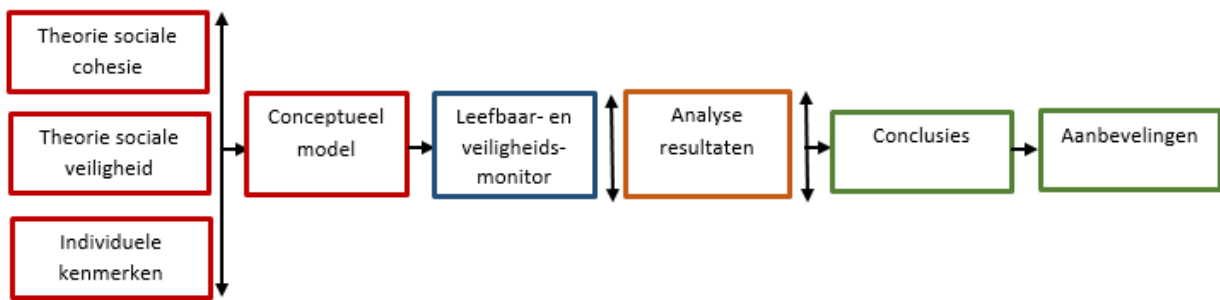 Theorie sociale
cohesie
Theorie sociale
veiligheid
Individuele
kenmerken
Conceptueel
model
Leefbaar- en
veiligheids-
monitor
Analyse
resultaten
Conclusies
Aanbevelingen